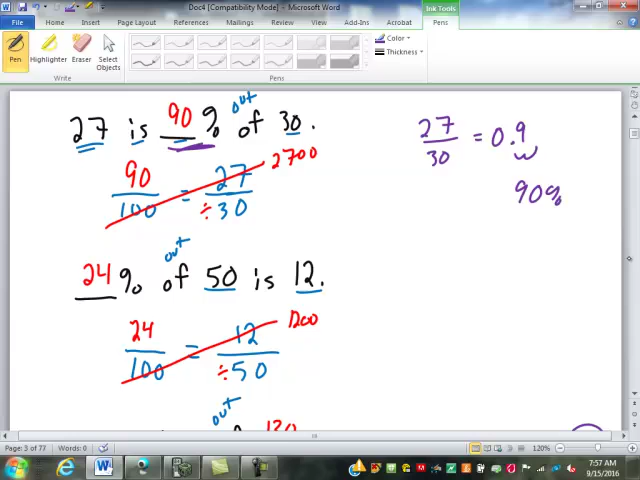 Doc4 [Compatibility Mode] - Microsoft Word
Ink Tools
File Home Insert Page Layout References Mailings Review View Add-Ins Acrobat Pens
Pen Highlighter Eraser Select Objects
Color
Thickness
Write
Pens
27 is 90 % of 30.
out
90/100 = 27/÷30
2700
27/30 = 0.9
90%
24 % of 50 is 12.
out
24/100 = 12/÷50
1200
out
120
Page: 3 of 77 Words: 0 120%
7:57 AM
9/15/2016